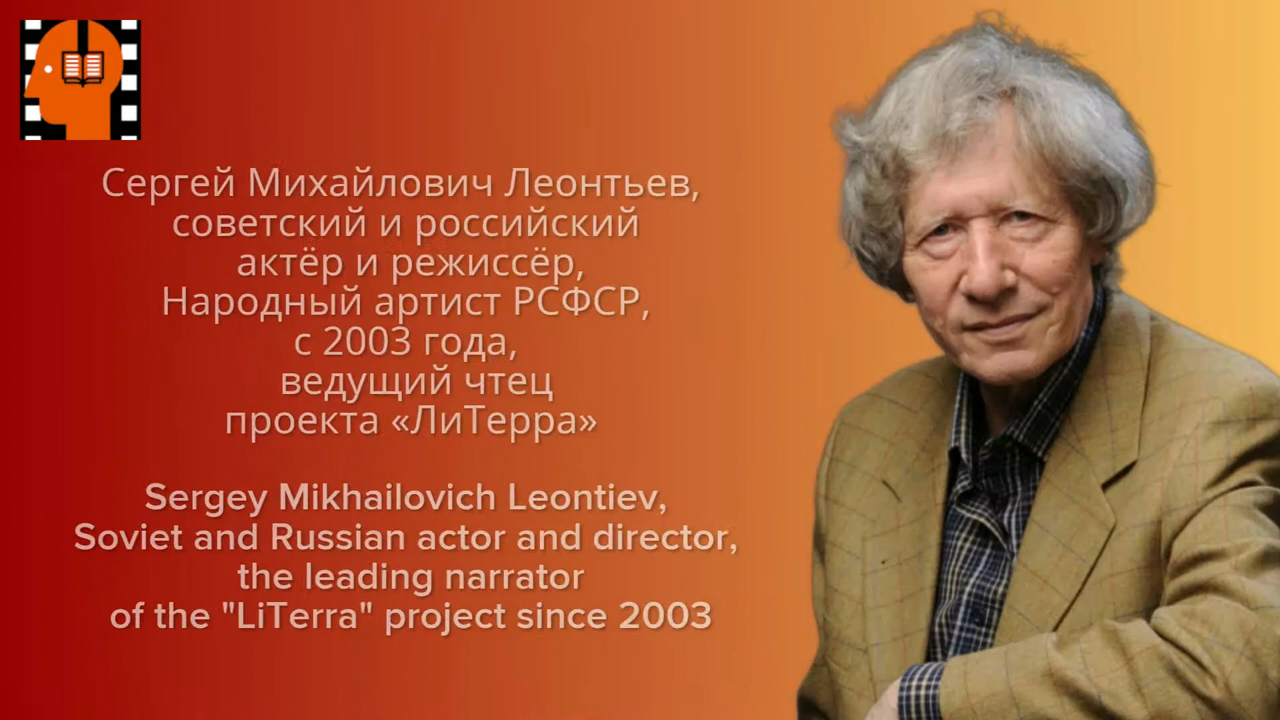 Сергей Михайлович Леонтьев,
советский и российский
актёр и режиссёр,
Народный артист РСФСР,
с 2003 года,
ведущий чтец
проекта «ЛиТерра»
Sergey Mikhailovich Leontiev,
Soviet and Russian actor and director,
the leading narrator
of the "LiTerra" project since 2003